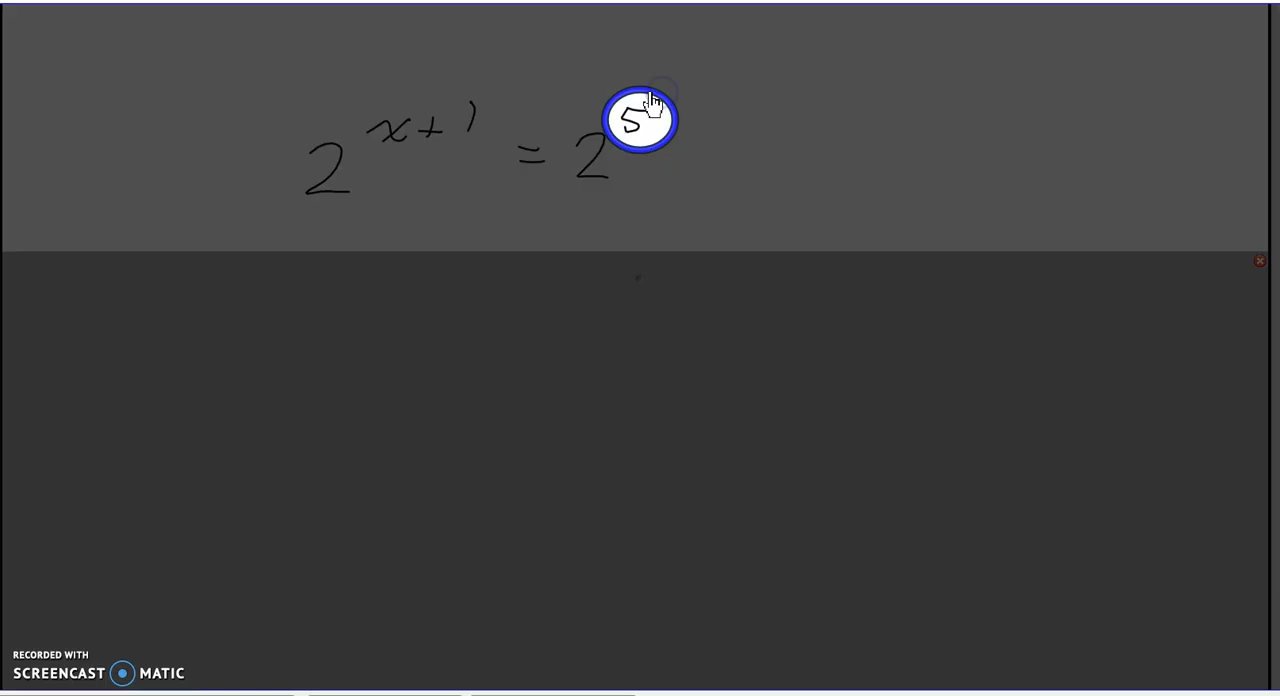 2^{x+1} = 2^{5}
RECORDED WITH
SCREENCAST MATIC